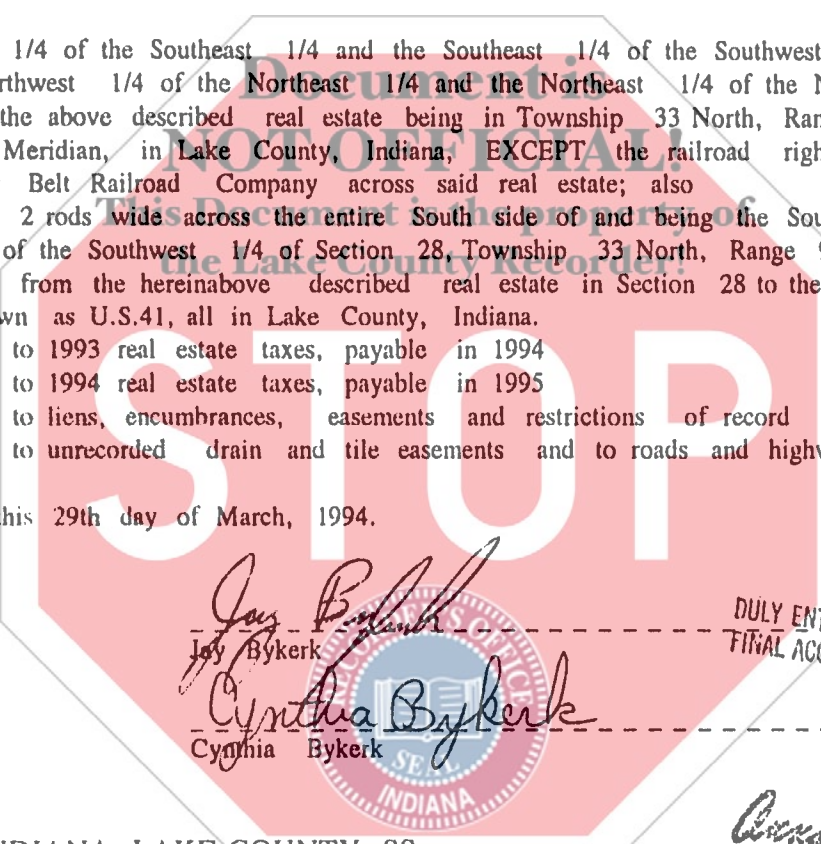 1/4 of the Southeast 1/4 and the Southeast 1/4 of the Southwest
rthwest 1/4 of the Northeast 1/4 and the Northeast 1/4 of the N
the above described real estate being in Township 33 North, Ran
Meridian, in Lake County, Indiana, EXCEPT the railroad righ
Belt Railroad Company across said real estate; also
2 rods wide across the entire South side of and being the Sou
of the Southwest 1/4 of Section 28, Township 33 North, Range 9
from the hereinabove described real estate in Section 28 to the
wn as U.S.41, all in Lake County, Indiana.
to 1993 real estate taxes, payable in 1994
to 1994 real estate taxes, payable in 1995
to liens, encumbrances, easements and restrictions of record
to unrecorded drain and tile easements and to roads and highw
his 29th day of March, 1994.
Document is
NOT OFFICIAL!
This Document is the property of
the Lake County Recorder!
STOP
Jay Bykerk
DULY ENT
Jay Bykerk
FINAL ACC
Cynthia Bykerk
Cynthia Bykerk
RECORDER'S OFFICE
SEAL
INDIANA
NDIANA, LAKE COUNTY, SS